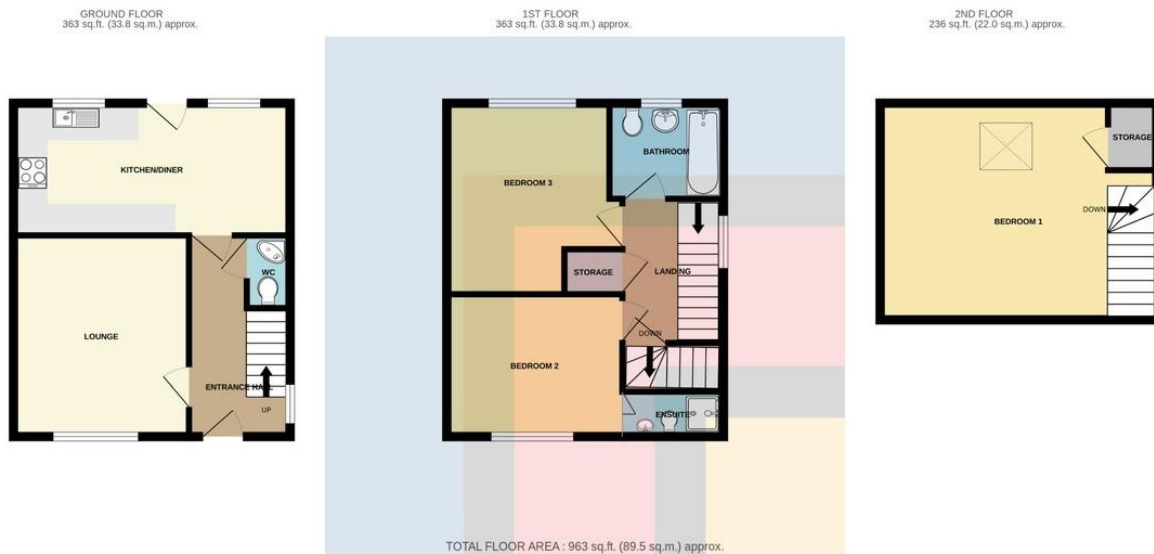 GROUND FLOOR
363 sq.ft. (33.8 sq.m.) approx.
1ST FLOOR
363 sq.ft. (33.8 sq.m.) approx.
2ND FLOOR
236 sq.ft. (22.0 sq.m.) approx.
KITCHEN/DINER
WC
LOUNGE
ENTRANCE HALL
UP
BATHROOM
BEDROOM 3
STORAGE
LANDING
DOWN
BEDROOM 2
ENSUITE
STORAGE
DOWN
BEDROOM 1
TOTAL FLOOR AREA : 963 sq.ft. (89.5 sq.m.) approx.